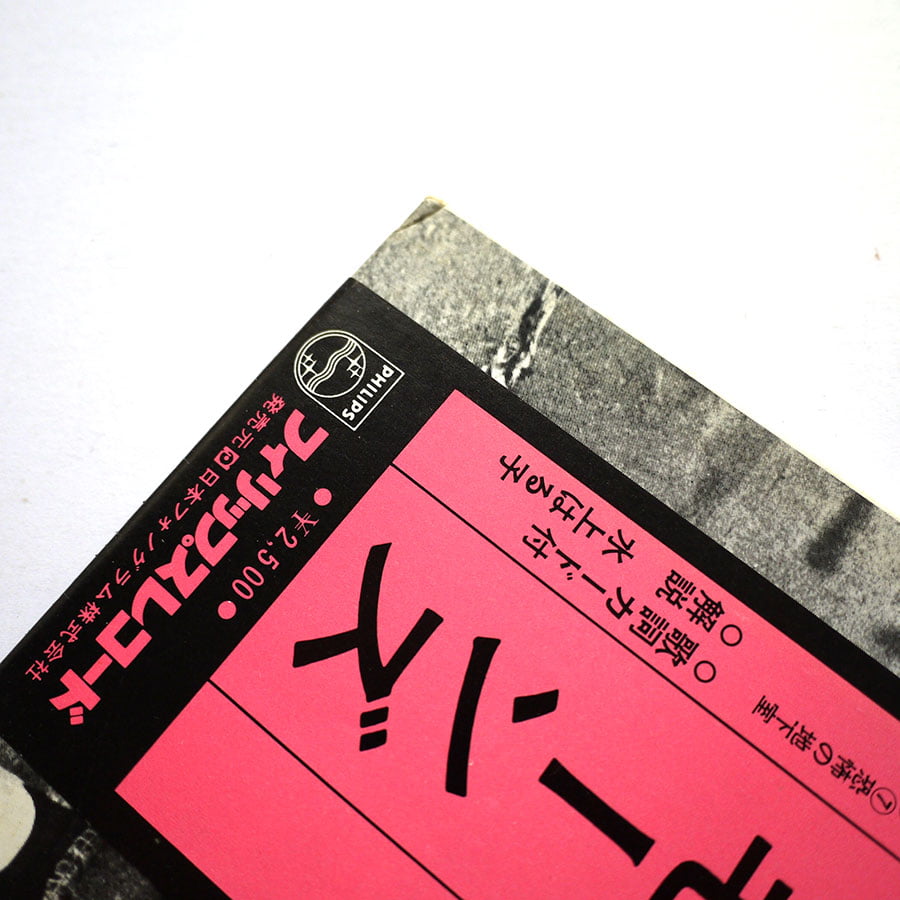 PHILIPS
フィリップスレコード
発売元 日本フォノグラム株式会社
● ¥2,500 ●
○ 歌詞カード付
○ 解説 水上はる子
⑦恐怖の地下室
ーンズ